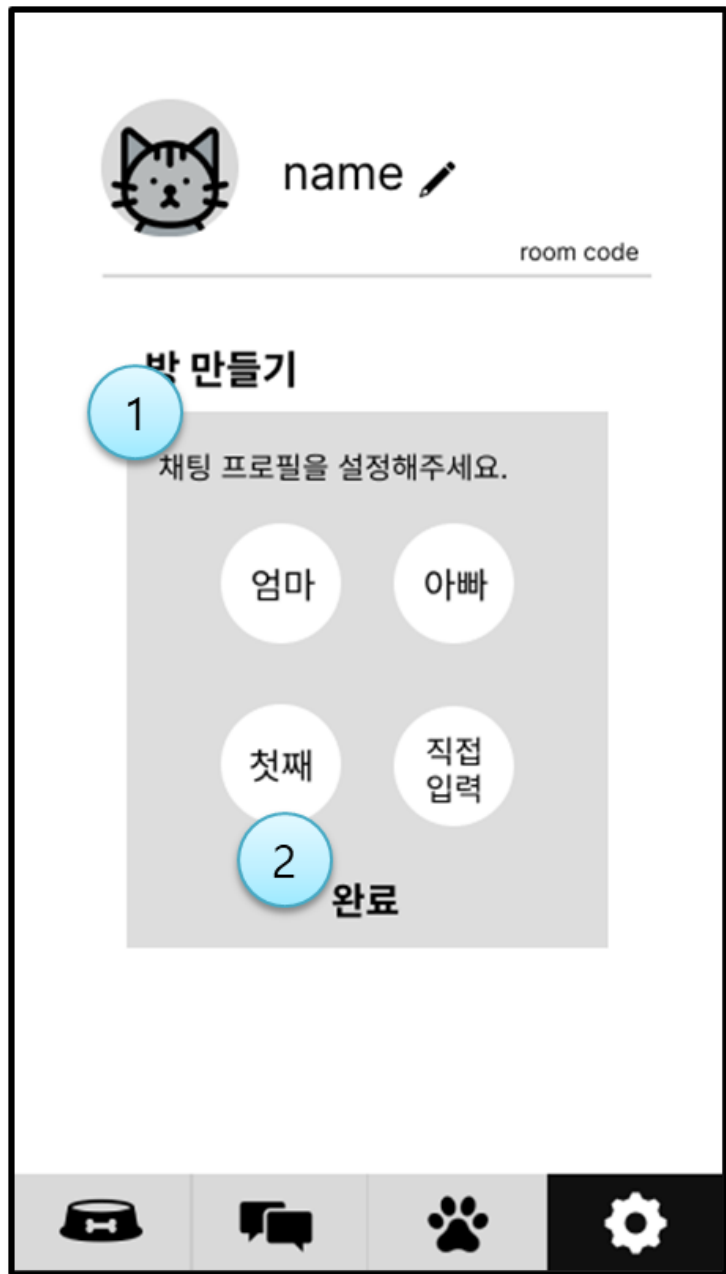 name
room code
방 만들기
1
채팅 프로필을 설정해주세요.
엄마
아빠
첫째
직접
입력
2
완료